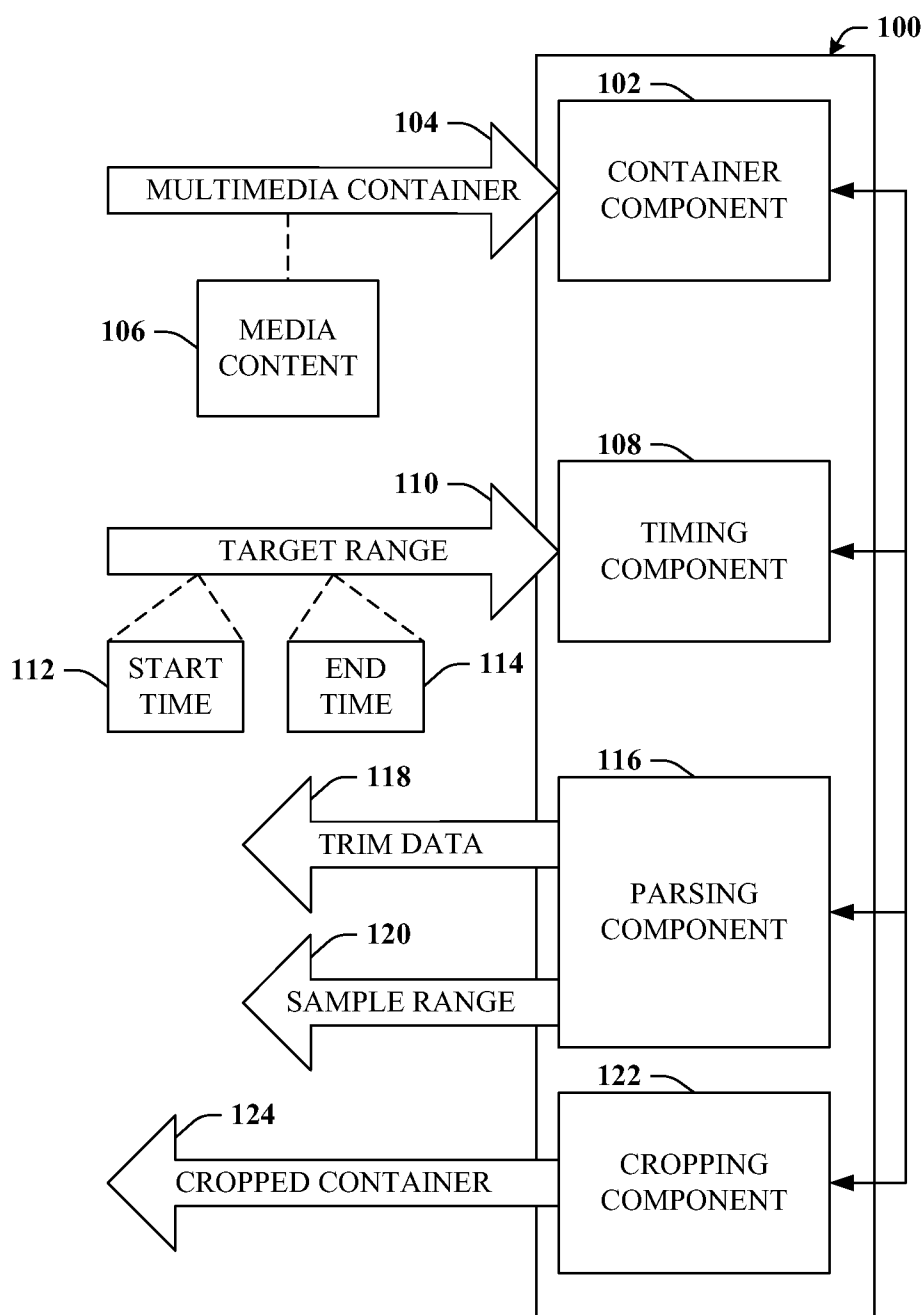 100
102
104
MULTIMEDIA CONTAINER
CONTAINER
COMPONENT
106
MEDIA
CONTENT
108
110
TARGET RANGE
TIMING
COMPONENT
112
START
TIME
END
TIME
114
116
118
TRIM DATA
PARSING
COMPONENT
120
SAMPLE RANGE
122
124
CROPPED CONTAINER
CROPPING
COMPONENT